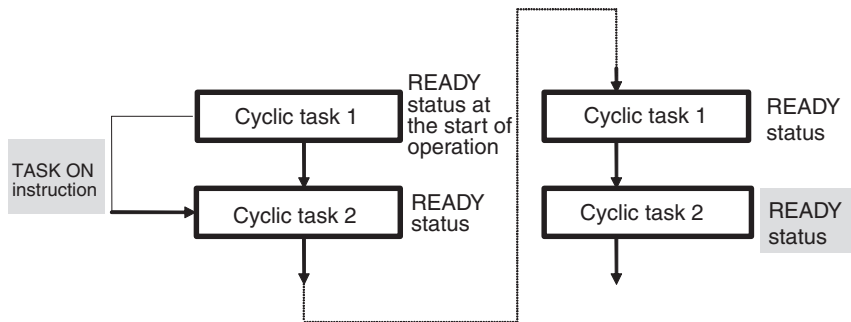 READY
status at
the start of
operation
Cyclic task 1
TASK ON
instruction
Cyclic task 2
READY
status
Cyclic task 1
READY
status
Cyclic task 2
READY
status